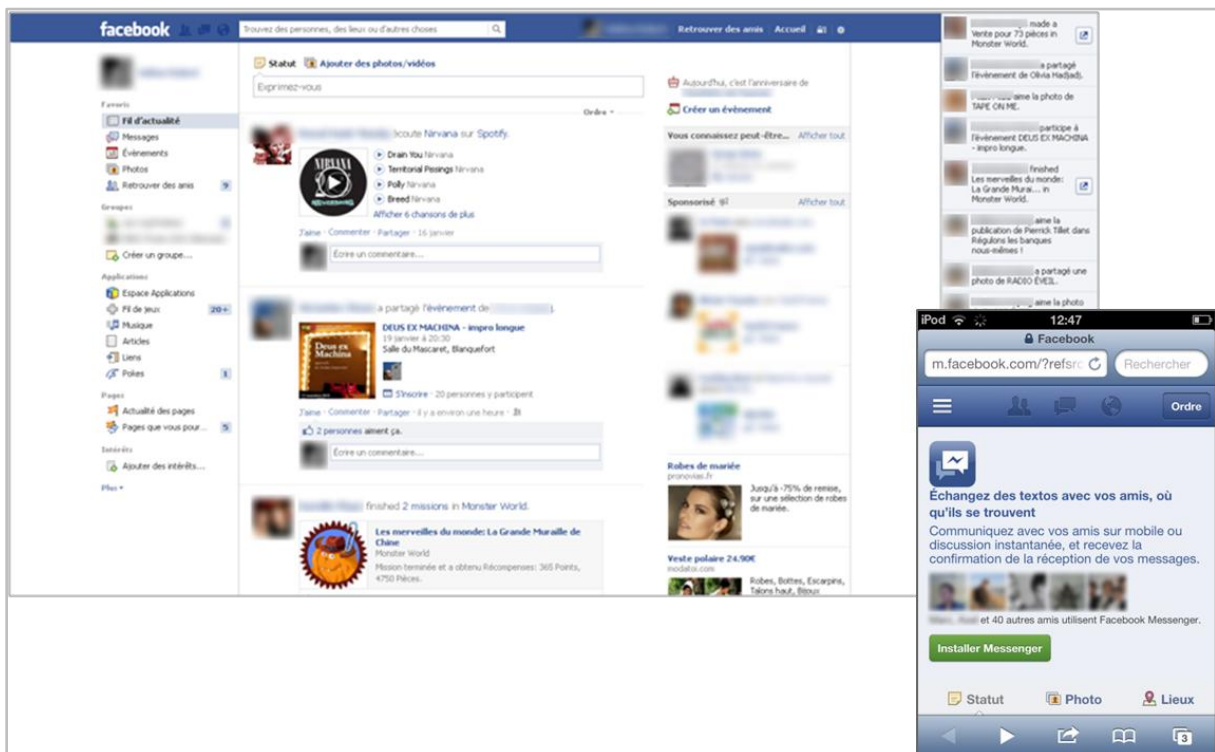 facebook
Trouvez des personnes, des lieux ou d'autres choses
Retrouver des amis
Accueil
Favoris
Fil d'actualité
Messages
Évènements
Photos
Retrouver des amis 9
Groupes
Créer un groupe...
Applications
Espace Applications
Fil de jeux 20+
Musique
Articles
Liens
Pokes 1
Pages
Actualité des pages
Pages que vous pour... 5
Intérêts
Ajouter des intérêts...
Plus
Statut
Ajouter des photos/vidéos
Exprimez-vous
Ordre
écoute Nirvana sur Spotify.
NIRVANA
Drain You Nirvana
Territorial Pissings Nirvana
Polly Nirvana
Breed Nirvana
Afficher 6 chansons de plus
J'aime · Commenter · Partager · 16 janvier
Écrire un commentaire...
a partagé l'évènement de
Deus ex
Machina
DEUS EX MACHINA - impro longue
19 janvier à 20:30
Salle du Mascaret, Blanquefort
S'inscrire · 20 personnes y participent
J'aime · Commenter · Partager · il y a environ une heure ·
2 personnes aiment ça.
Écrire un commentaire...
finished 2 missions in Monster World.
Les merveilles du monde: La Grande Muraille de
Chine
Monster World
Mission terminée et a obtenu Récompenses: 365 Points,
4750 Pièces.
Aujourd'hui, c'est l'anniversaire de
Créer un évènement
Vous connaissez peut-être... Afficher tout
Sponsorisé Afficher tout
Robes de mariée
pronovias.fr
Jusqu'à -75% de remise,
sur une sélection de robes
de mariée.
Veste polaire 24.90€
modatoi.com
Robes, Bottes, Escarpins,
Talons haut, Bijoux
made a
Vente pour 73 pièces in
Monster World.
a partagé
l'évènement de Olivia Hadjadj.
aime la photo de
TAPE ON ME.
participe à
l'évènement DEUS EX MACHINA
- impro longue.
finished
Les merveilles du monde:
La Grande Murai... in
Monster World.
aime la
publication de Pierrick Tillet dans
Régulons les banques
nous-mêmes !
a partagé une
photo de RADIO ÉVEIL.
aime la photo
iPod 12:47
Facebook
m.facebook.com/?refsrc
Rechercher
Ordre
Échangez des textos avec vos amis, où
qu'ils se trouvent
Communiquez avec vos amis sur mobile ou
discussion instantanée, et recevez la
confirmation de la réception de vos messages.
et 40 autres amis utilisent Facebook Messenger.
Installer Messenger
Statut
Photo
Lieux
3